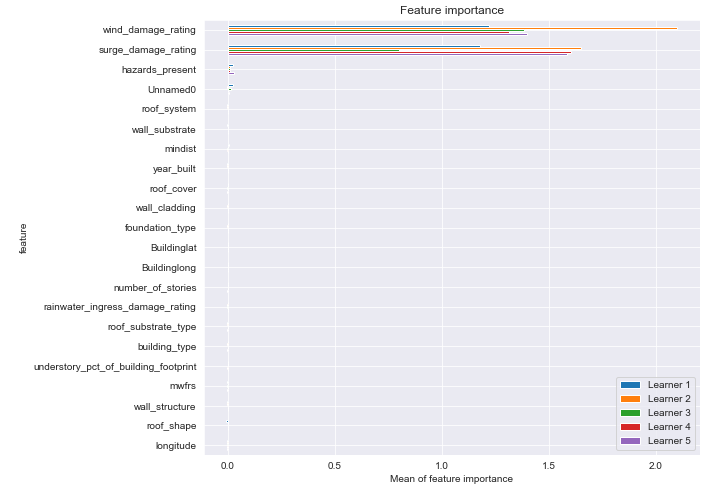 Feature importance
wind_damage_rating
surge_damage_rating
hazards_present
Unnamed0
roof_system
wall_substrate
mindist
year_built
roof_cover
wall_cladding
foundation_type
Buildinglat
Buildinglong
number_of_stories
rainwater_ingress_damage_rating
roof_substrate_type
building_type
understory_pct_of_building_footprint
mwfrs
wall_structure
roof_shape
longitude
feature
0.0 0.5 1.0 1.5 2.0
Mean of feature importance
Learner 1
Learner 2
Learner 3
Learner 4
Learner 5